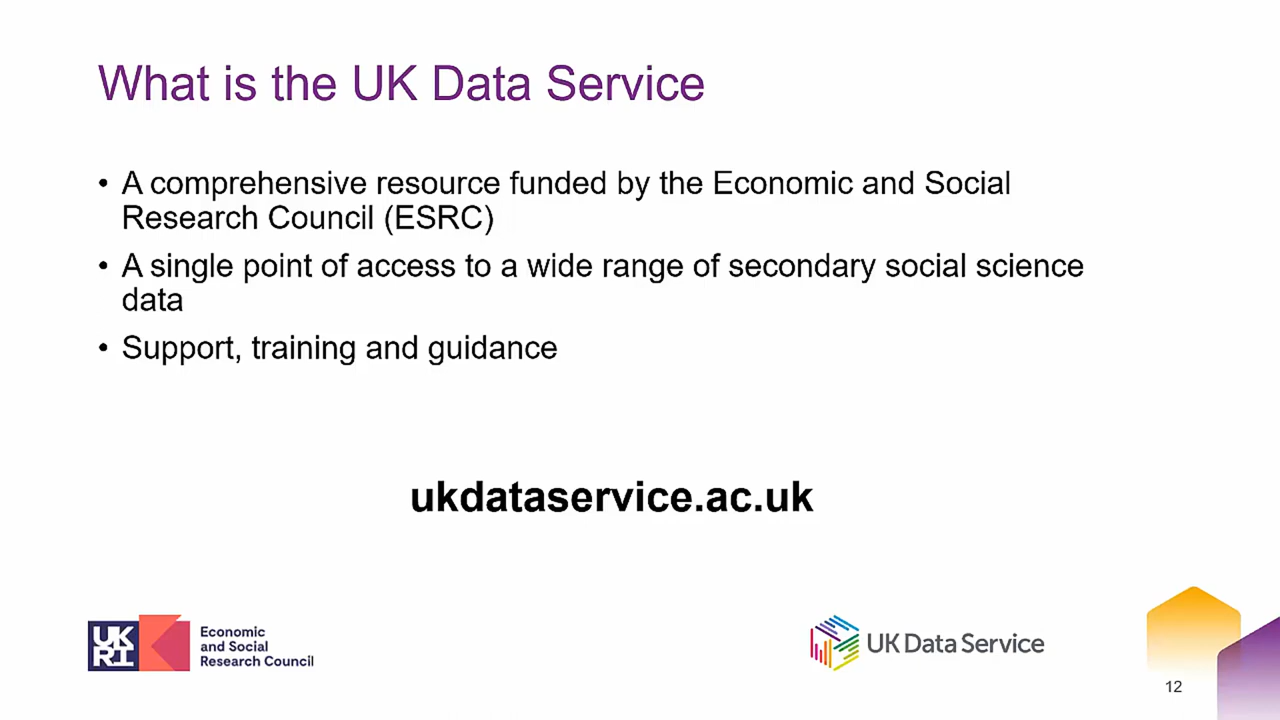 What is the UK Data Service
• A comprehensive resource funded by the Economic and Social
Research Council (ESRC)
• A single point of access to a wide range of secondary social science
data
• Support, training and guidance
ukdataservice.ac.uk
UK
RI
Economic
and Social
Research Council
UK Data Service
12